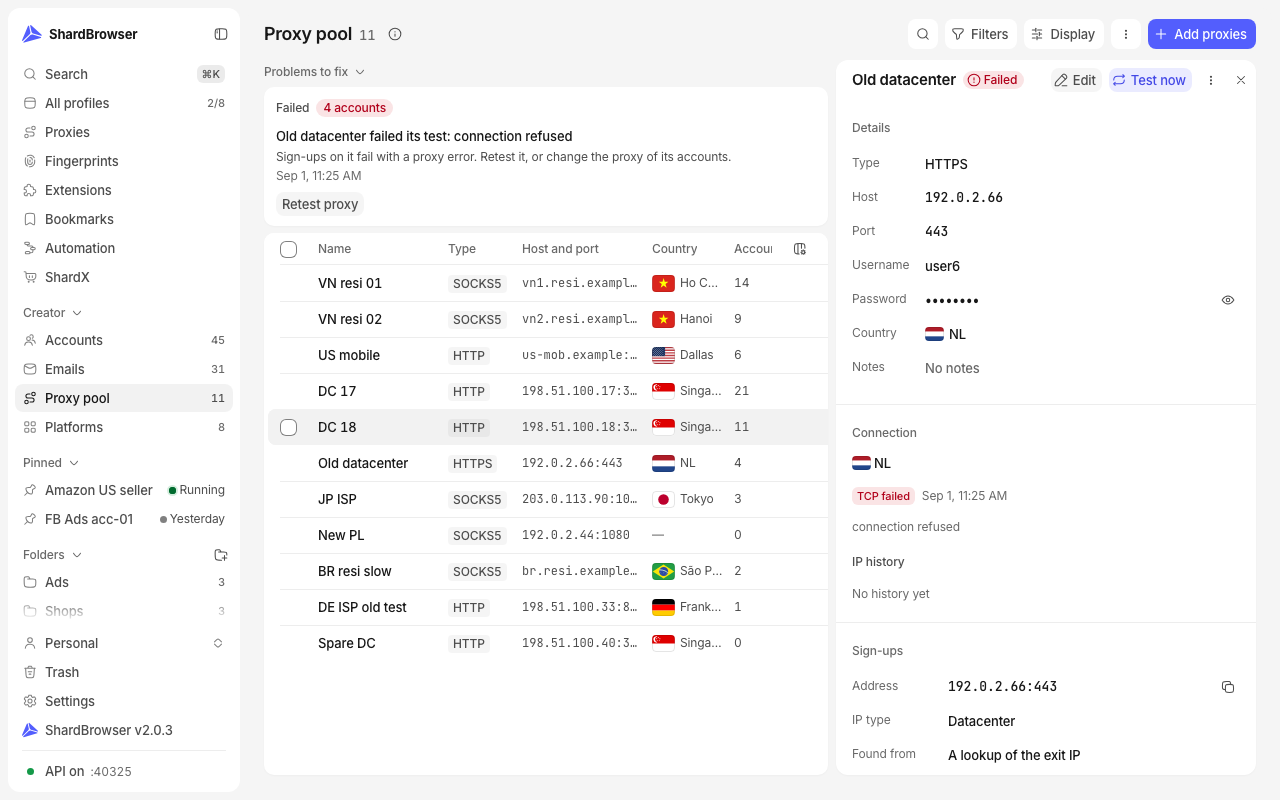 ShardBrowser
Search ⌘K
All profiles 2/8
Proxies
Fingerprints
Extensions
Bookmarks
Automation
ShardX
Creator
Accounts 45
Emails 31
Proxy pool 11
Platforms 8
Pinned
Amazon US seller Running
FB Ads acc-01 Yesterday
Folders
Ads 3
Shops 3
Personal
Trash
Settings
ShardBrowser v2.0.3
API on :40325
Proxy pool 11
Filters
Display
Add proxies
Problems to fix
Failed 4 accounts
Old datacenter failed its test: connection refused
Sign-ups on it fail with a proxy error. Retest it, or change the proxy of its accounts.
Sep 1, 11:25 AM
Retest proxy
Name Type Host and port Country Accou
VN resi 01 SOCKS5 vn1.resi.exampl… Ho C… 14
VN resi 02 SOCKS5 vn2.resi.exampl… Hanoi 9
US mobile HTTP us-mob.example:… Dallas 6
DC 17 HTTP 198.51.100.17:3… Singa… 21
DC 18 HTTP 198.51.100.18:3… Singa… 11
Old datacenter HTTPS 192.0.2.66:443 NL 4
JP ISP SOCKS5 203.0.113.90:10… Tokyo 3
New PL SOCKS5 192.0.2.44:1080 — 0
BR resi slow SOCKS5 br.resi.example… São P… 2
DE ISP old test HTTP 198.51.100.33:8… Frank… 1
Spare DC HTTP 198.51.100.40:3… Singa… 0
Old datacenter Failed Edit Test now
Details
Type HTTPS
Host 192.0.2.66
Port 443
Username user6
Password ••••••••
Country NL
Notes No notes
Connection
NL
TCP failed Sep 1, 11:25 AM
connection refused
IP history
No history yet
Sign-ups
Address 192.0.2.66:443
IP type Datacenter
Found from A lookup of the exit IP